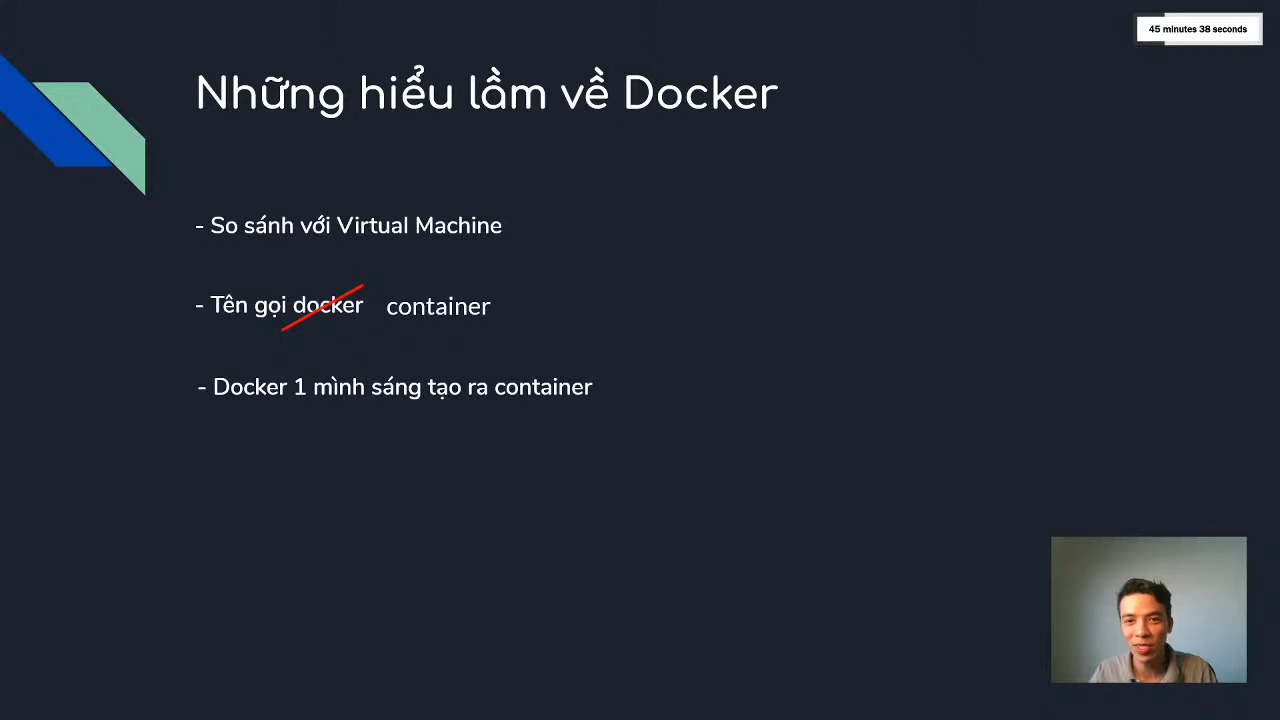 45 minutes 38 seconds
Những hiểu lầm về Docker
- So sánh với Virtual Machine
- Tên gọi docker container
- Docker 1 mình sáng tạo ra container